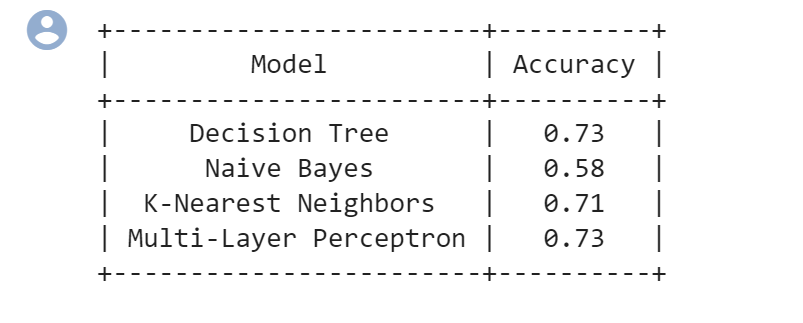 +------------------------+----------+
|         Model          | Accuracy |
+------------------------+----------+
|     Decision Tree      |   0.73   |
|      Naive Bayes       |   0.58   |
|  K-Nearest Neighbors   |   0.71   |
| Multi-Layer Perceptron |   0.73   |
+------------------------+----------+